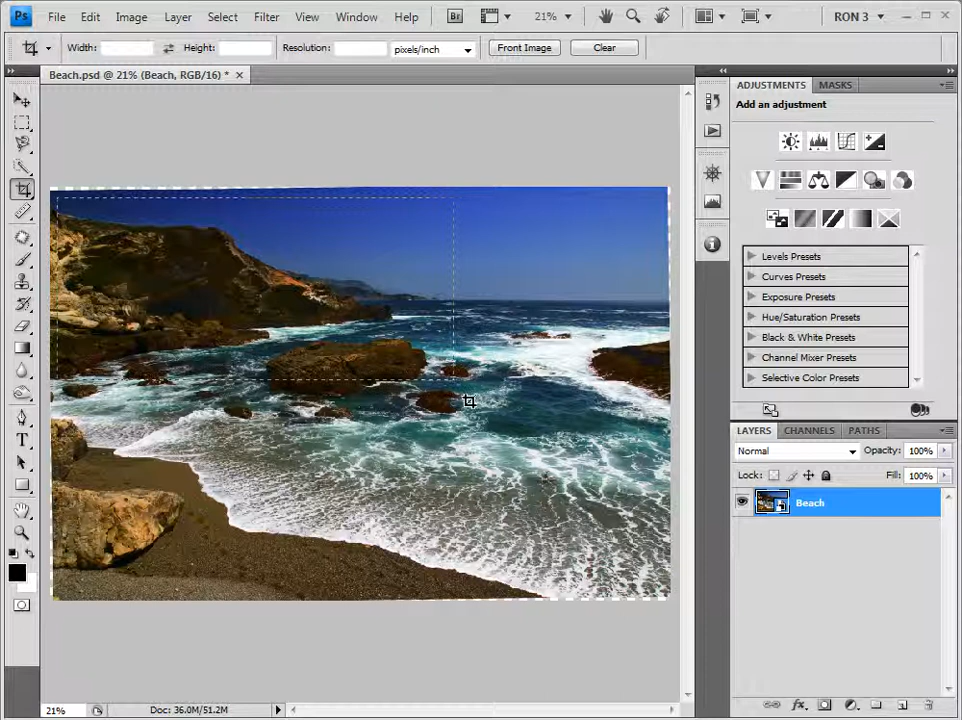 Ps File Edit Image Layer Select Filter View Window Help Br 21% RON 3
Width: Height: Resolution: pixels/inch Front Image Clear
Beach.psd @ 21% (Beach, RGB/16) *
ADJUSTMENTS MASKS
Add an adjustment
Levels Presets
Curves Presets
Exposure Presets
Hue/Saturation Presets
Black & White Presets
Channel Mixer Presets
Selective Color Presets
LAYERS CHANNELS PATHS
Normal Opacity: 100%
Lock: Fill: 100%
Beach
21% Doc: 36.0M/51.2M